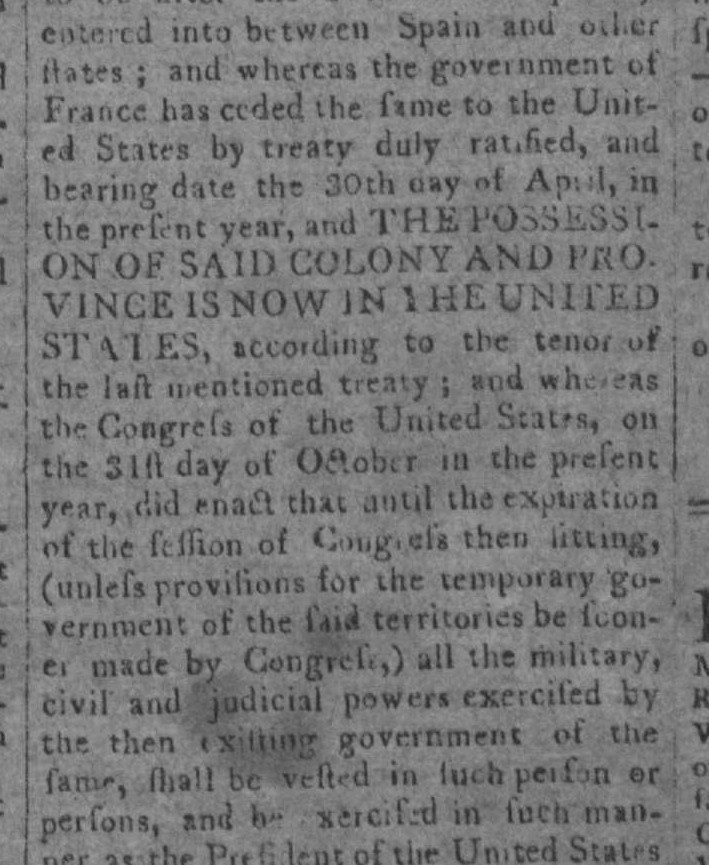 entered into between Spain and other
ſtates ; and whereas the government of
France has ceded the ſame to the Unit-
ed States by treaty duly ratified, and
bearing date the 30th day of April, in
the preſent year, and THE POSSESSI-
ON OF SAID COLONY AND PRO-
VINCE IS NOW IN THE UNITED
STATES, according to the tenor of
the laſt mentioned treaty ; and whereas
the Congreſs of the United States, on
the 31ſt day of October in the preſent
year, did enact that until the expiration
of the ſeſſion of Congreſs then ſitting,
(unleſs proviſions for the temporary go-
vernment of the ſaid territories be ſoon-
er made by Congreſs,) all the military,
civil and judicial powers exerciſed by
the then exiſting government of the
ſame, ſhall be veſted in ſuch perſon or
perſons, and be exerciſed in ſuch man-
ner as the Preſident of the United States